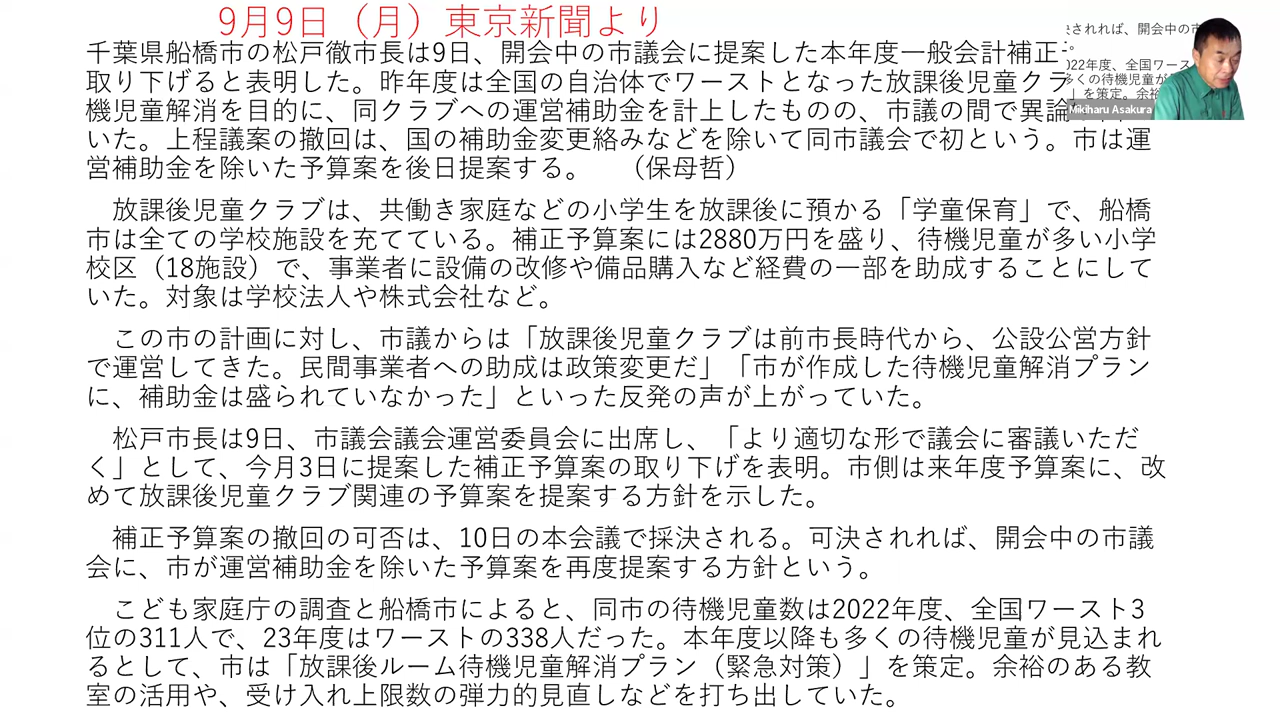 9月9日（月）東京新聞より
千葉県船橋市の松戸徹市長は9日、開会中の市議会に提案した本年度一般会計補正
取り下げると表明した。昨年度は全国の自治体でワーストとなった放課後児童クラ
機児童解消を目的に、同クラブへの運営補助金を計上したものの、市議の間で異論
いた。上程議案の撤回は、国の補助金変更絡みなどを除いて同市議会で初という。市は運
営補助金を除いた予算案を後日提案する。　（保母哲）
放課後児童クラブは、共働き家庭などの小学生を放課後に預かる「学童保育」で、船橋
市は全ての学校施設を充てている。補正予算案には2880万円を盛り、待機児童が多い小学
校区（18施設）で、事業者に設備の改修や備品購入など経費の一部を助成することにして
いた。対象は学校法人や株式会社など。
この市の計画に対し、市議からは「放課後児童クラブは前市長時代から、公設公営方針
で運営してきた。民間事業者への助成は政策変更だ」「市が作成した待機児童解消プラン
に、補助金は盛られていなかった」といった反発の声が上がっていた。
松戸市長は9日、市議会議会運営委員会に出席し、「より適切な形で議会に審議いただ
く」として、今月3日に提案した補正予算案の取り下げを表明。市側は来年度予算案に、改
めて放課後児童クラブ関連の予算案を提案する方針を示した。
補正予算案の撤回の可否は、10日の本会議で採決される。可決されれば、開会中の市議
会に、市が運営補助金を除いた予算案を再度提案する方針という。
こども家庭庁の調査と船橋市によると、同市の待機児童数は2022年度、全国ワースト3
位の311人で、23年度はワーストの338人だった。本年度以降も多くの待機児童が見込まれ
るとして、市は「放課後ルーム待機児童解消プラン（緊急対策）」を策定。余裕のある教
室の活用や、受け入れ上限数の弾力的見直しなどを打ち出していた。
されれば、開会中の市
022年度、全国ワース
多くの待機児童が
」を策定。余裕
Mikiharu Asakura